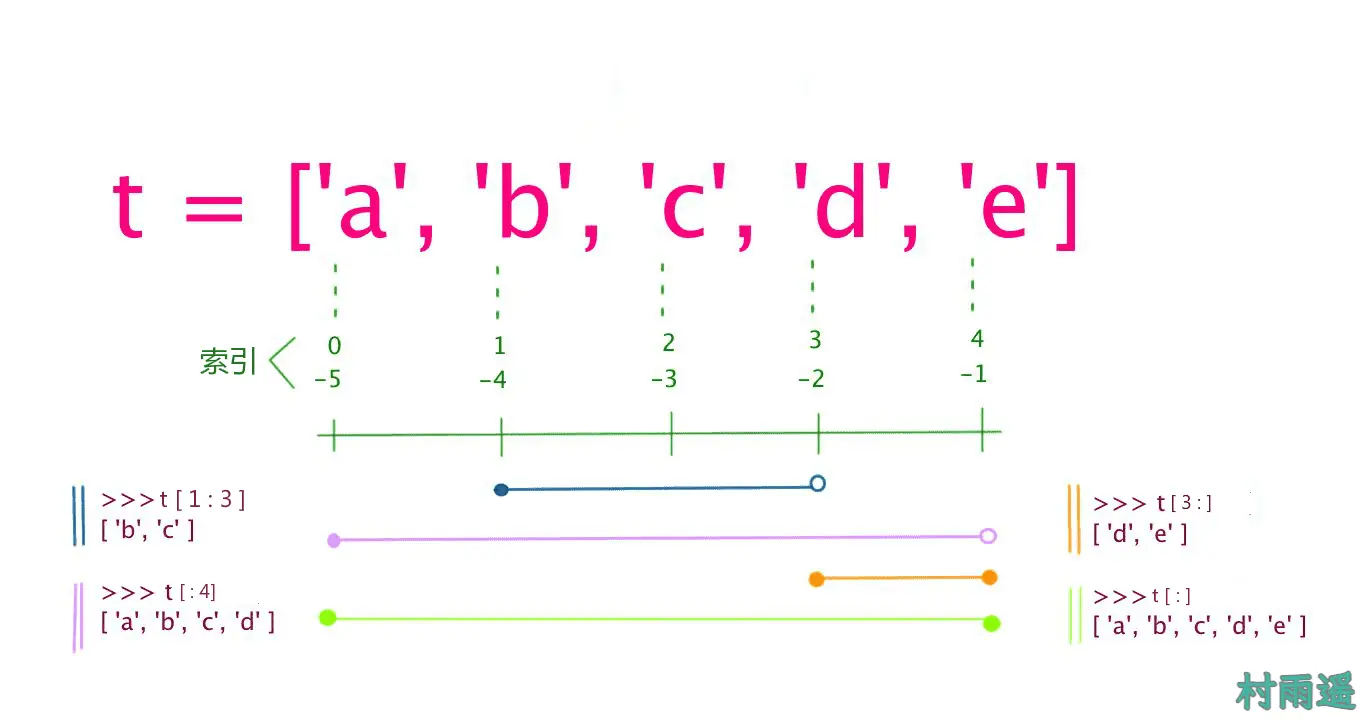 t = ['a', 'b', 'c', 'd', 'e']
索引
0 1 2 3 4
-5 -4 -3 -2 -1
>>>t [ 1 : 3 ]
[ 'b', 'c' ]
>>> t [ : 4]
[ 'a', 'b', 'c', 'd' ]
>>> t [ 3 : ]
[ 'd', 'e' ]
>>>t [ : ]
[ 'a', 'b', 'c', 'd', 'e' ]
村雨遥